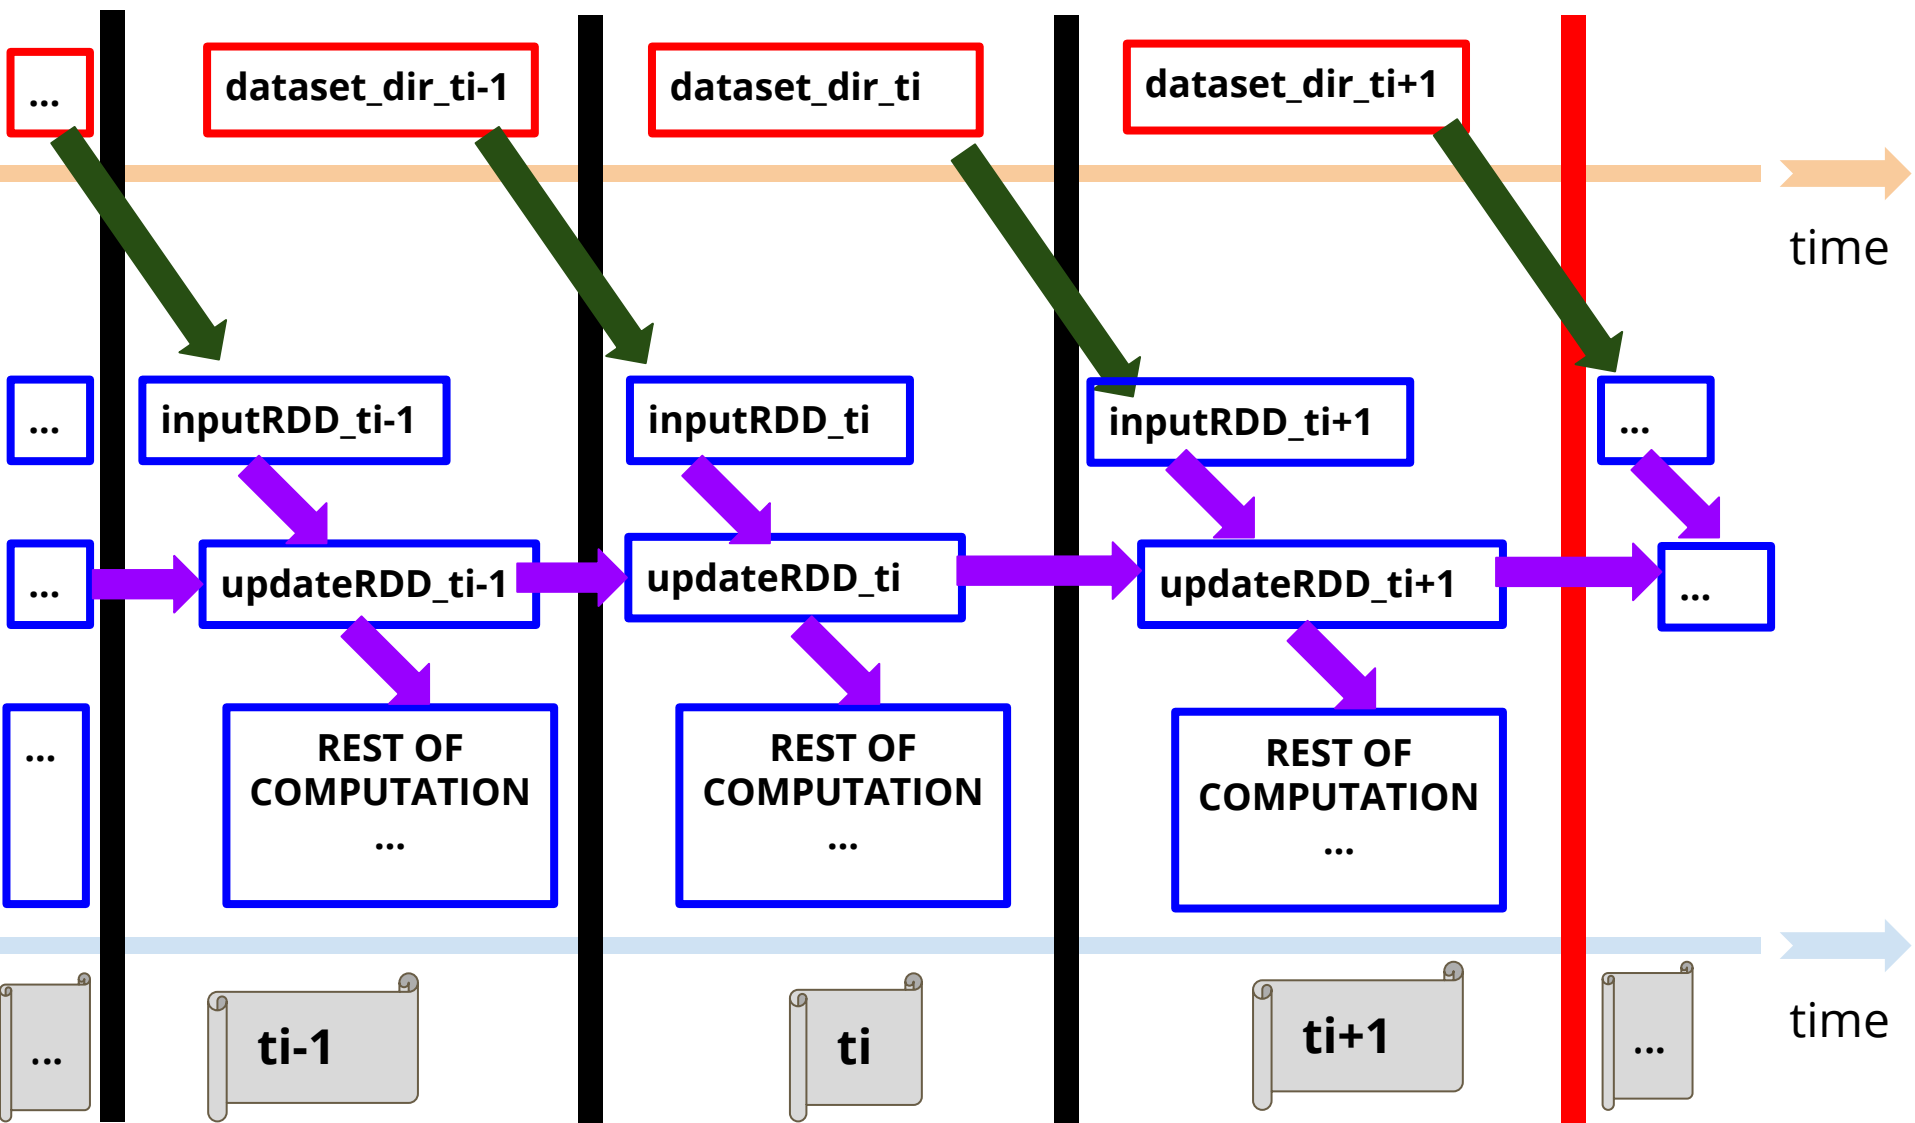 ...
dataset_dir_ti-1
dataset_dir_ti
dataset_dir_ti+1
time
...
inputRDD_ti-1
inputRDD_ti
inputRDD_ti+1
...
...
updateRDD_ti-1
updateRDD_ti
updateRDD_ti+1
...
...
REST OF
COMPUTATION
...
REST OF
COMPUTATION
...
REST OF
COMPUTATION
...
...
ti-1
ti
ti+1
...
time